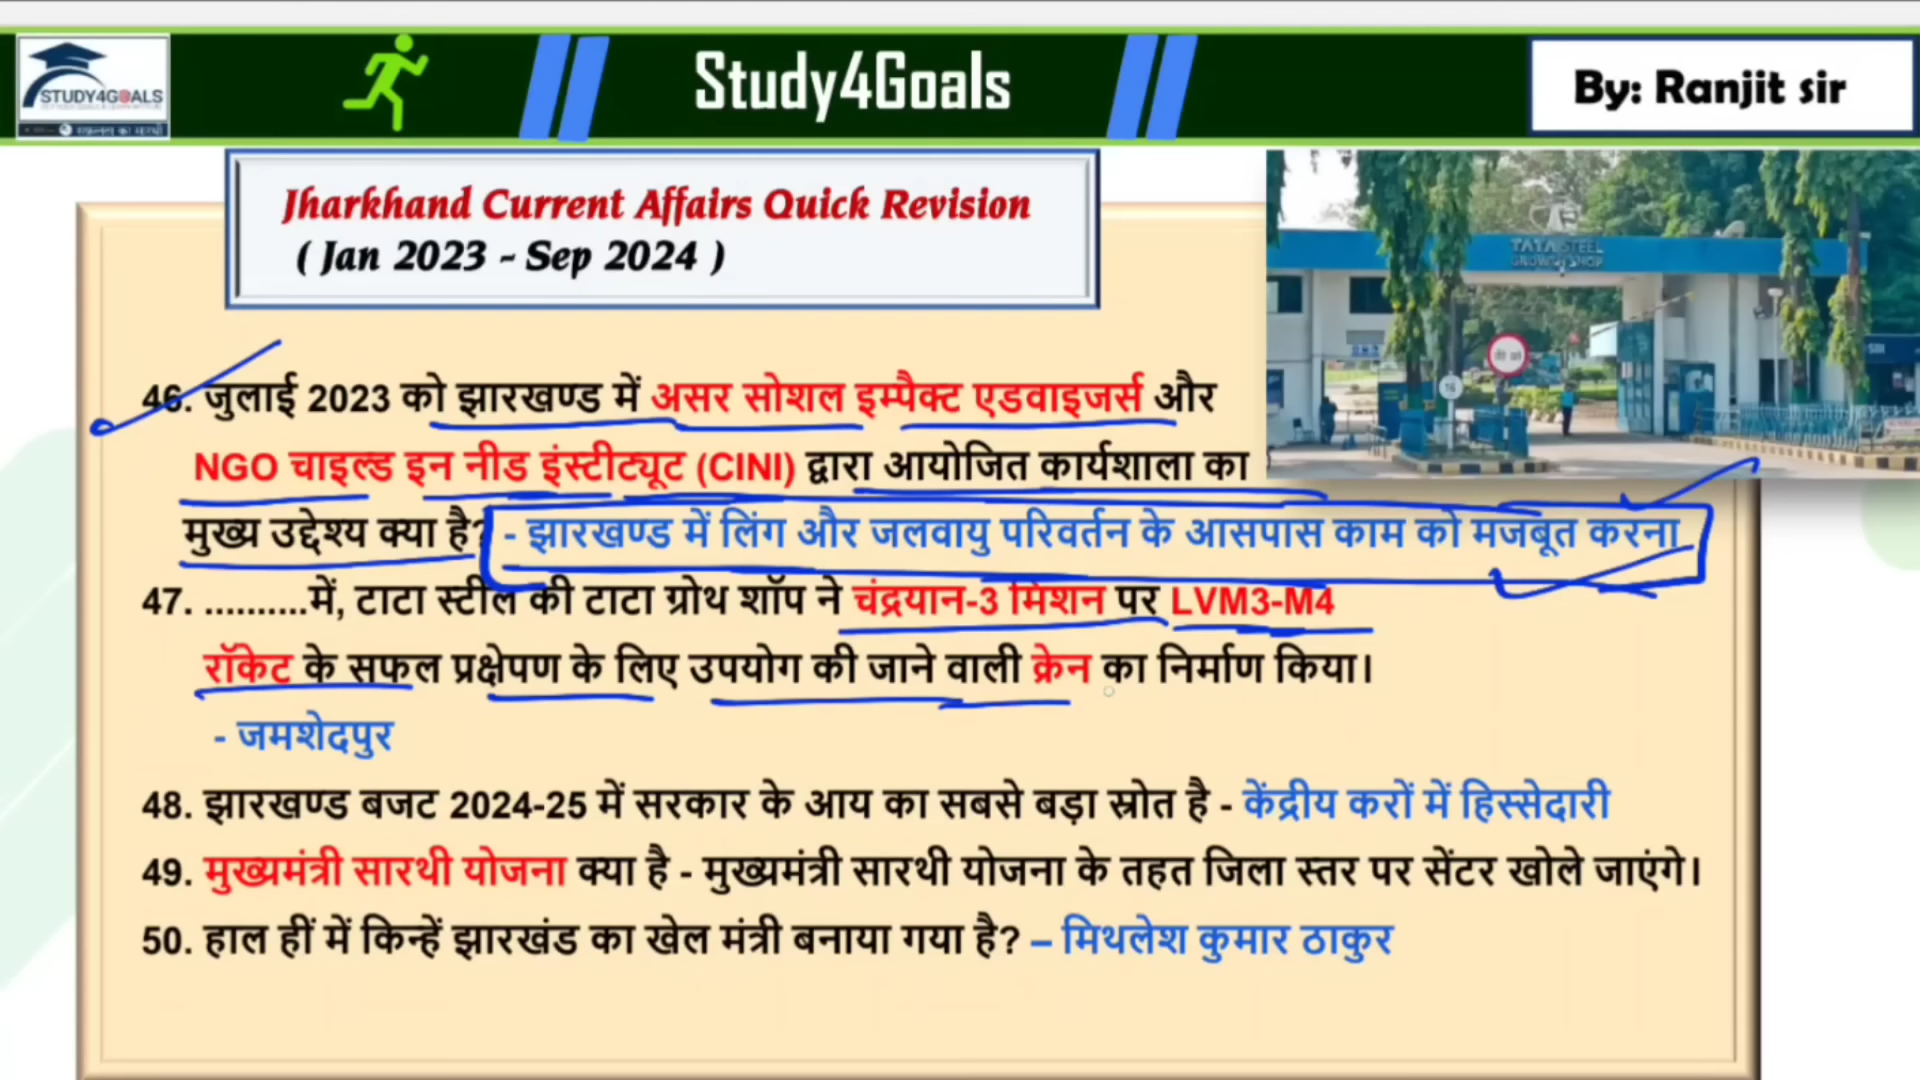 STUDY4GOALS
Study4Goals
By: Ranjit sir
Jharkhand Current Affairs Quick Revision
( Jan 2023 - Sep 2024 )
TATA STEEL
GROWTH SHOP
46. जुलाई 2023 को झारखण्ड में असर सोशल इम्पैक्ट एडवाइजर्स और
NGO चाइल्ड इन नीड इंस्टीट्यूट (CINI) द्वारा आयोजित कार्यशाला का
मुख्य उद्देश्य क्या है? - झारखण्ड में लिंग और जलवायु परिवर्तन के आसपास काम को मजबूत करना
47. ..........में, टाटा स्टील की टाटा ग्रोथ शॉप ने चंद्रयान-3 मिशन पर LVM3-M4
रॉकेट के सफल प्रक्षेपण के लिए उपयोग की जाने वाली क्रेन का निर्माण किया।
- जमशेदपुर
48. झारखण्ड बजट 2024-25 में सरकार के आय का सबसे बड़ा स्रोत है - केंद्रीय करों में हिस्सेदारी
49. मुख्यमंत्री सारथी योजना क्या है - मुख्यमंत्री सारथी योजना के तहत जिला स्तर पर सेंटर खोले जाएंगे।
50. हाल हीं में किन्हें झारखंड का खेल मंत्री बनाया गया है? – मिथलेश कुमार ठाकुर